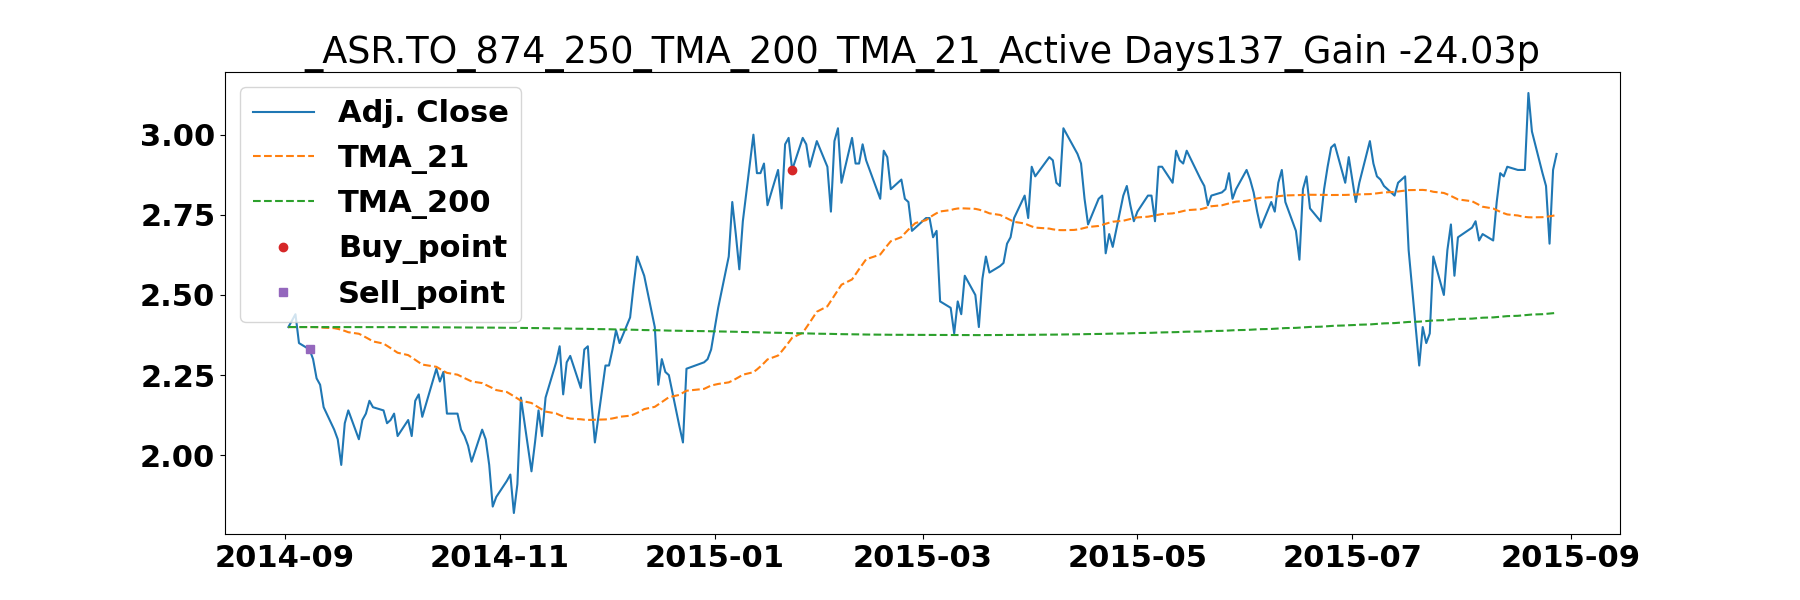 _ASR.TO_874_250_TMA_200_TMA_21_Active Days137_Gain -24.03p
Adj. Close
TMA_21
TMA_200
Buy_point
Sell_point
3.00
2.75
2.50
2.25
2.00
2014-09 2014-11 2015-01 2015-03 2015-05 2015-07 2015-09